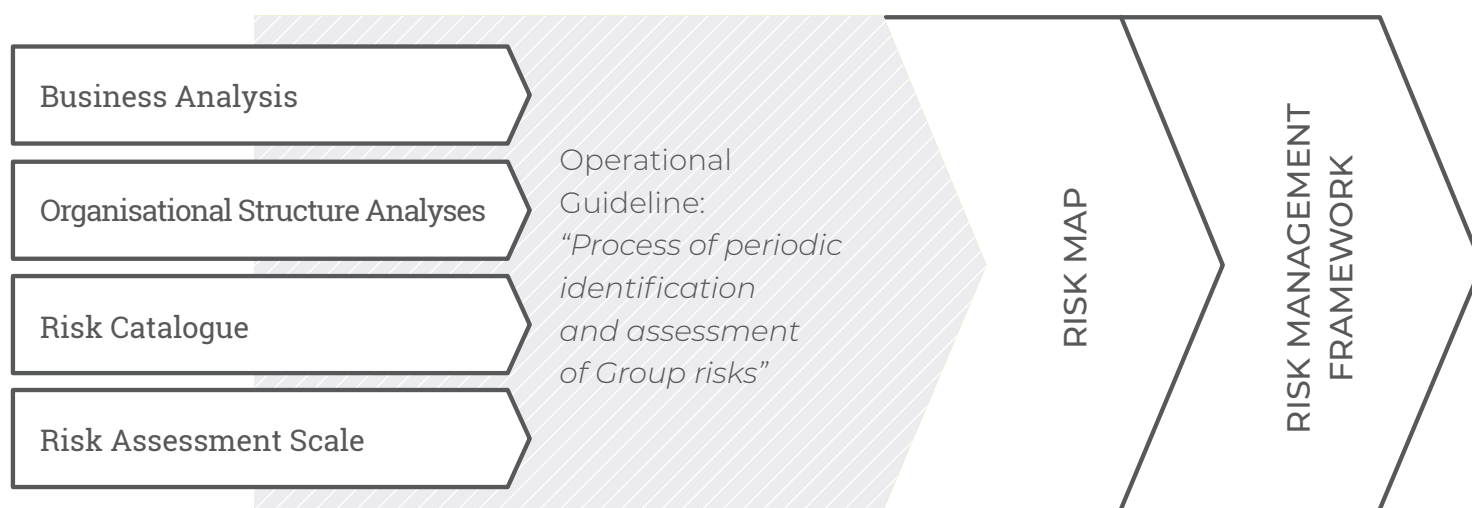 Business Analysis
Organisational Structure Analyses
Risk Catalogue
Risk Assessment Scale
Operational
Guideline:
“Process of periodic
identification
and assessment
of Group risks”
RISK MAP
RISK MANAGEMENT
FRAMEWORK